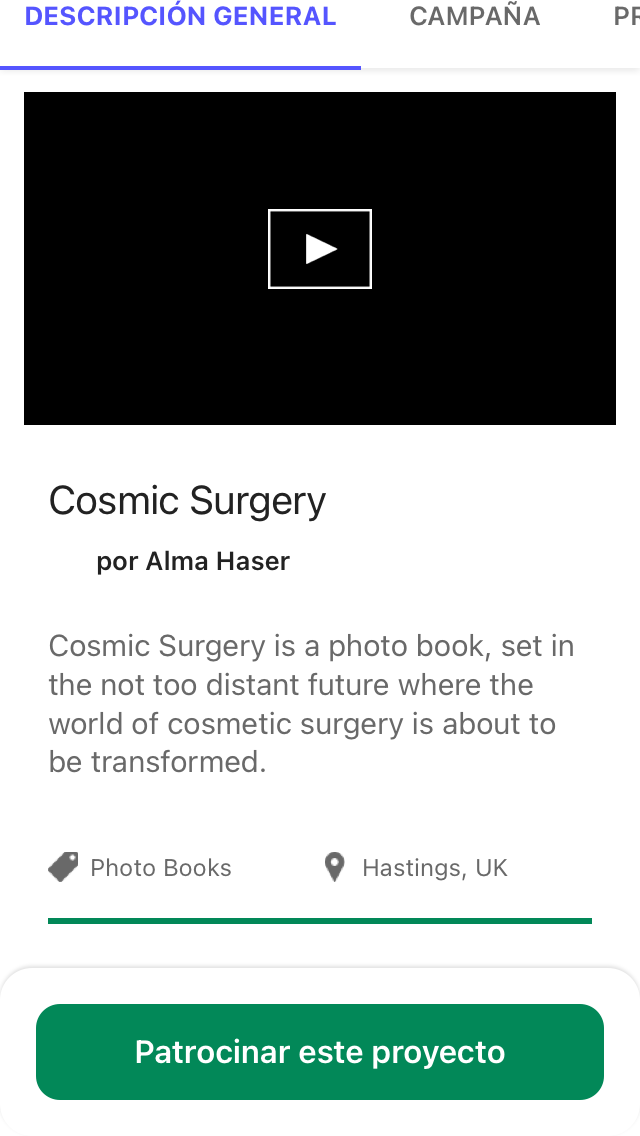 DESCRIPCIÓN GENERAL CAMPAÑA PR
Cosmic Surgery
por Alma Haser
Cosmic Surgery is a photo book, set in
the not too distant future where the
world of cosmetic surgery is about to
be transformed.
Photo Books Hastings, UK
Patrocinar este proyecto